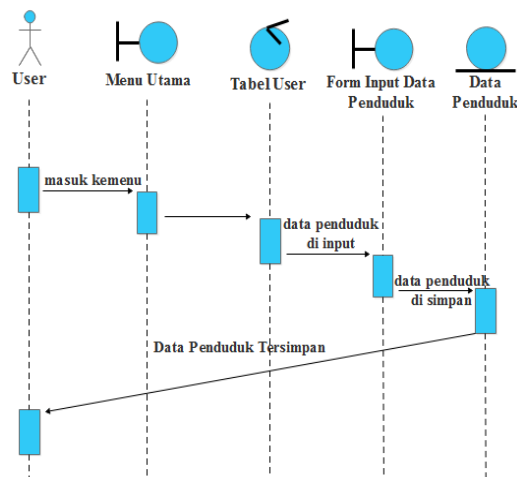 User
Menu Utama
Tabel User
Form Input Data
Penduduk
Data
Penduduk
masuk kemenu
data penduduk
di input
data penduduk
di simpan
Data Penduduk Tersimpan